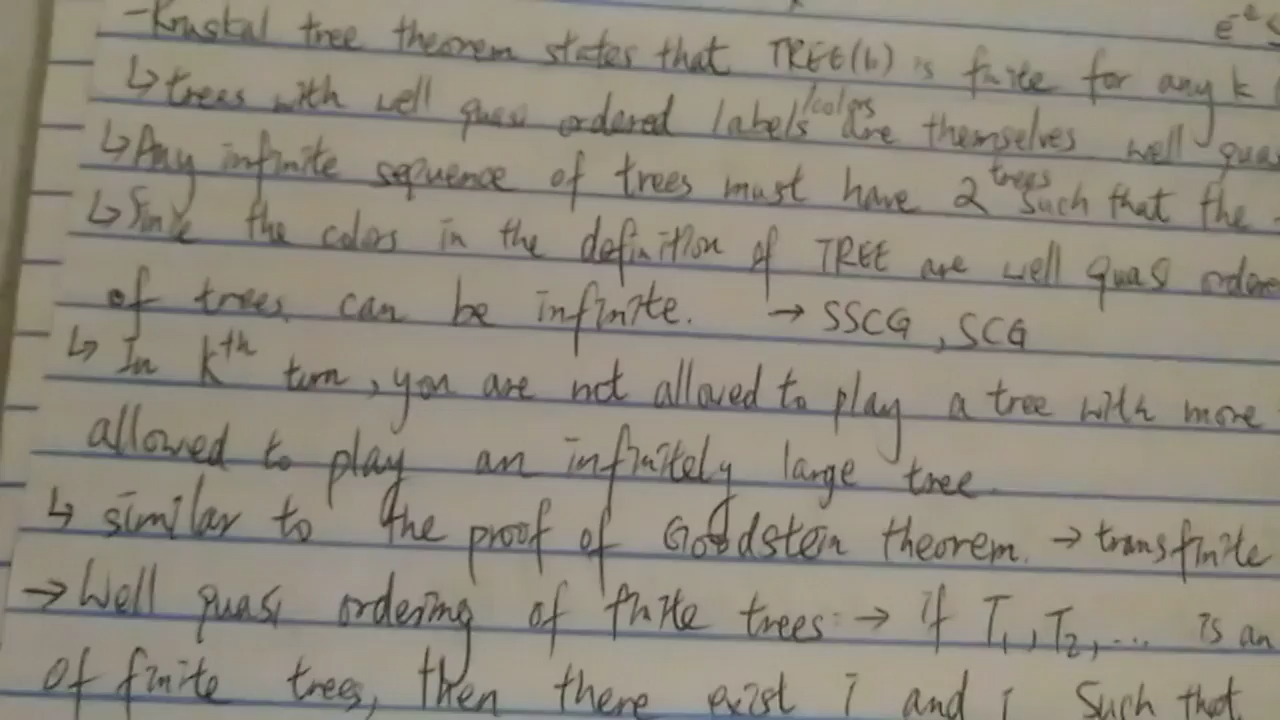 e^-2
-Kruskal tree theorem states that TREE(k) is finite for any k
↳ trees with well quasi ordered labels/colors are themselves well quas
↳ Any infinite sequence of trees must have 2 trees such that the
↳ Since the colors in the definition of TREE are well quasi ordere
of trees can be infinite. → SSCG, SCG
↳ In k^th turn, you are not allowed to play a tree with more
allowed to play an infinitely large tree.
↳ similar to the proof of Goodstein theorem. → transfinite
→ Well quasi ordering of finite trees: → if T₁, T₂, ... is an
of finite trees, then there exist i and j such that